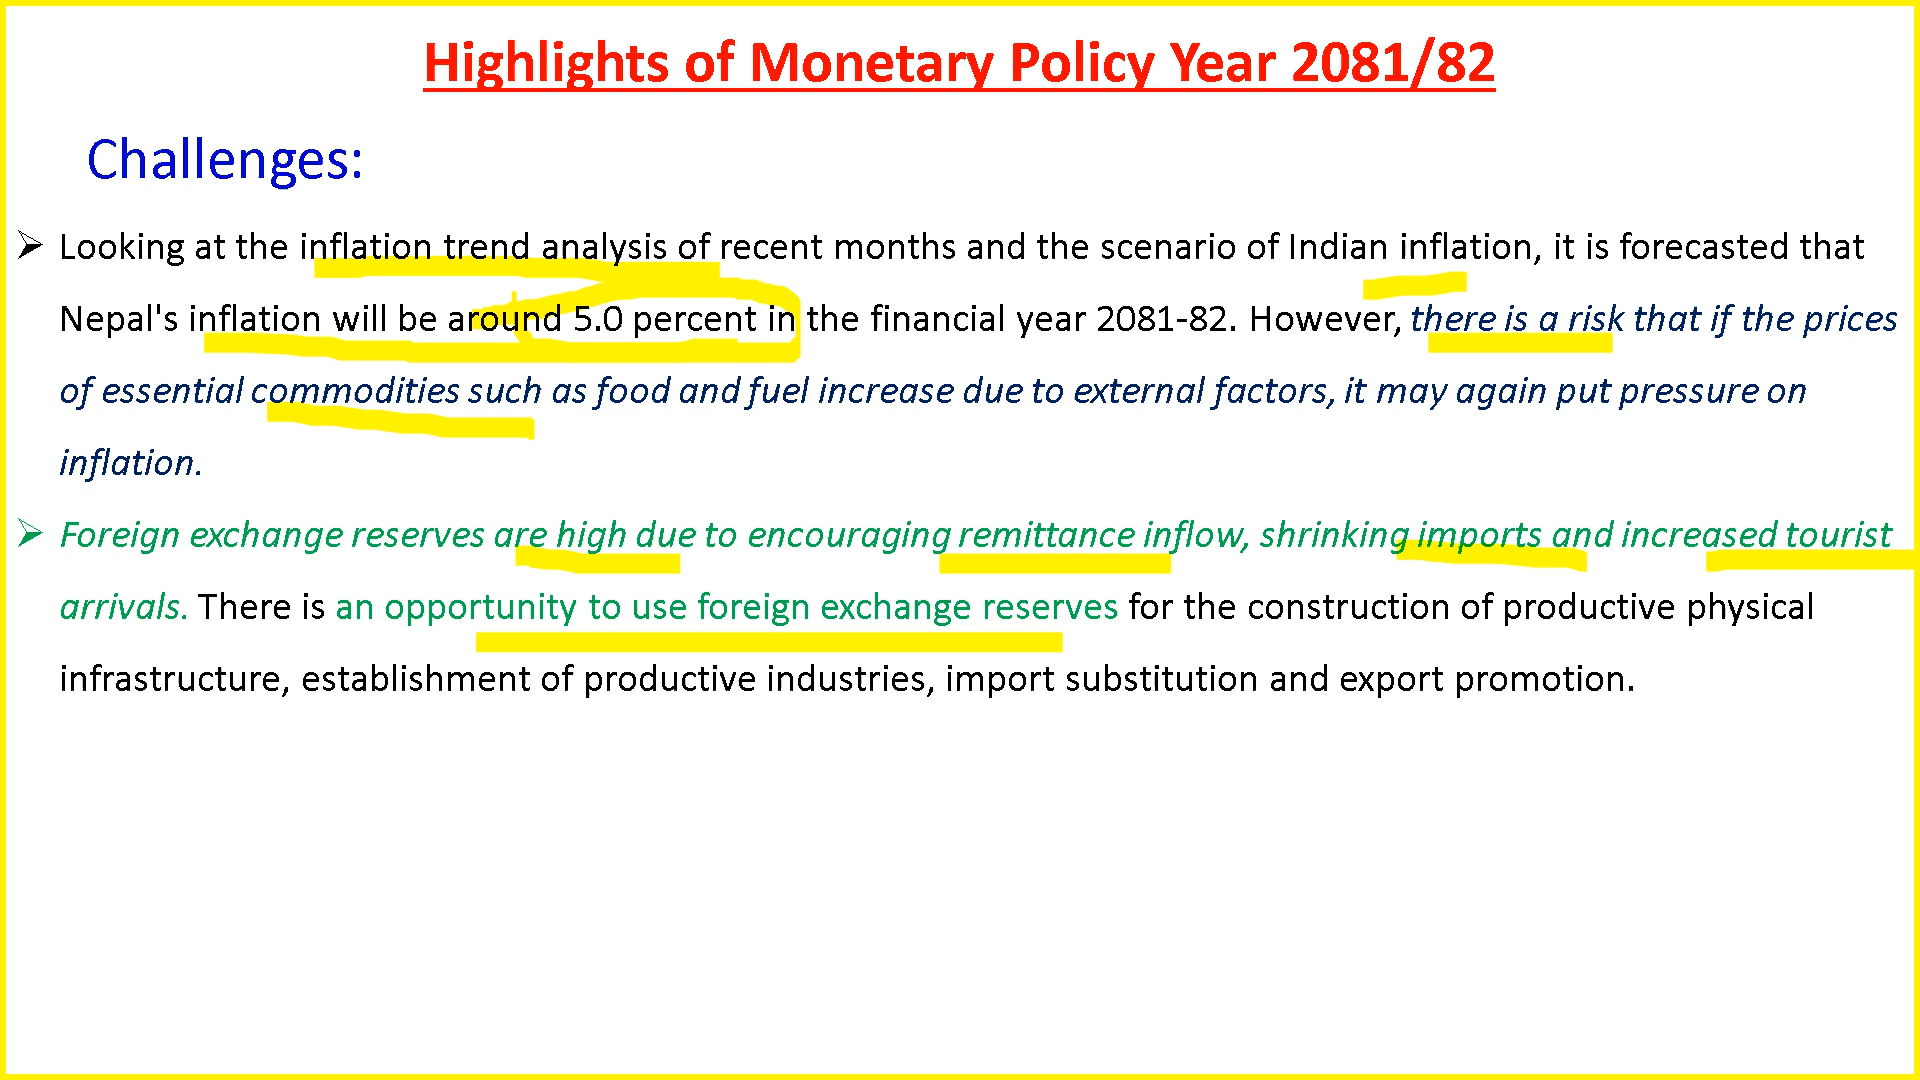 Highlights of Monetary Policy Year 2081/82
Challenges:
➢ Looking at the inflation trend analysis of recent months and the scenario of Indian inflation, it is forecasted that
Nepal's inflation will be around 5.0 percent in the financial year 2081-82. However, there is a risk that if the prices
of essential commodities such as food and fuel increase due to external factors, it may again put pressure on
inflation.
➢ Foreign exchange reserves are high due to encouraging remittance inflow, shrinking imports and increased tourist
arrivals. There is an opportunity to use foreign exchange reserves for the construction of productive physical
infrastructure, establishment of productive industries, import substitution and export promotion.